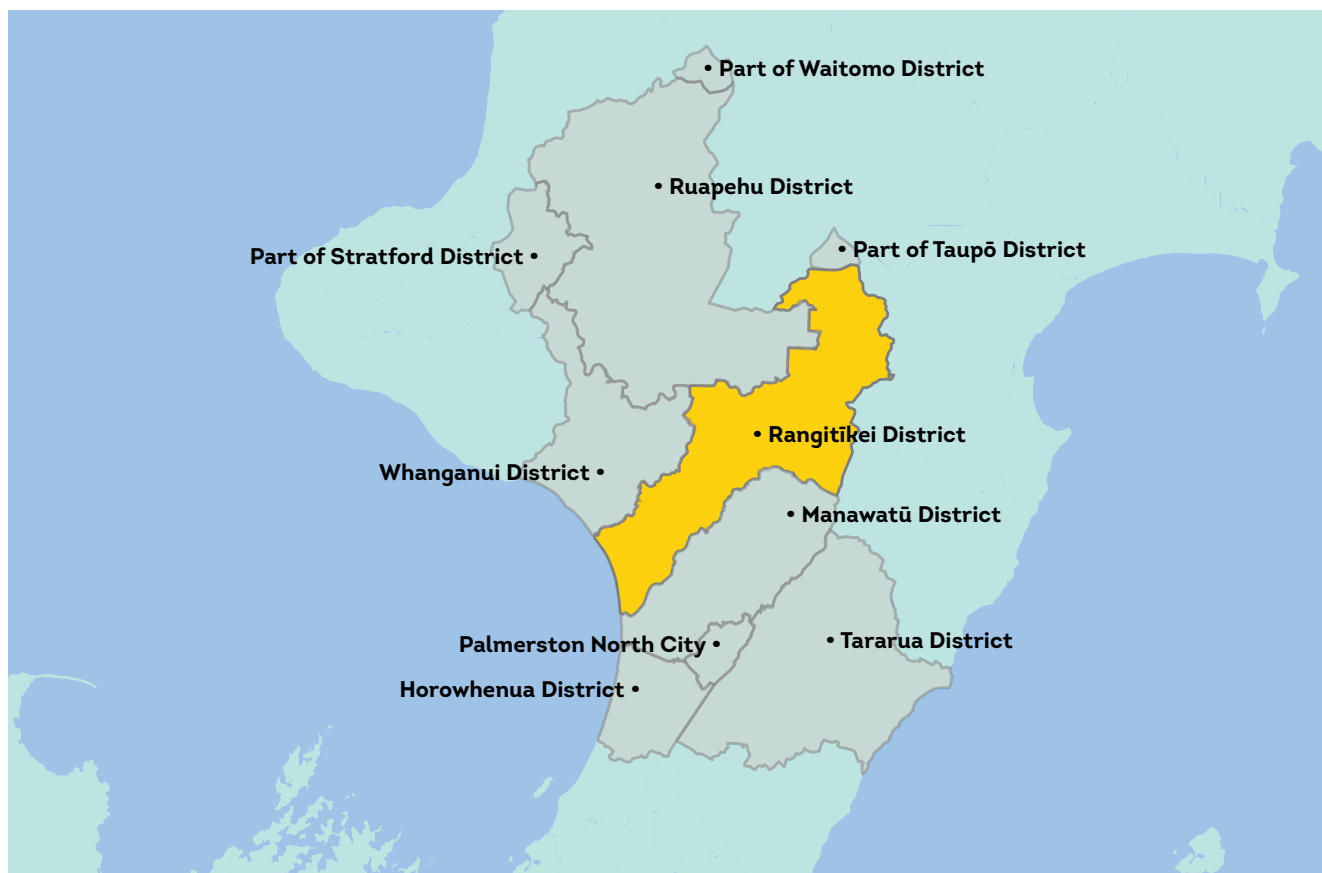 • Part of Waitomo District
• Ruapehu District
Part of Stratford District •
• Part of Taupō District
• Rangitīkei District
Whanganui District •
• Manawatū District
Palmerston North City •
• Tararua District
Horowhenua District •